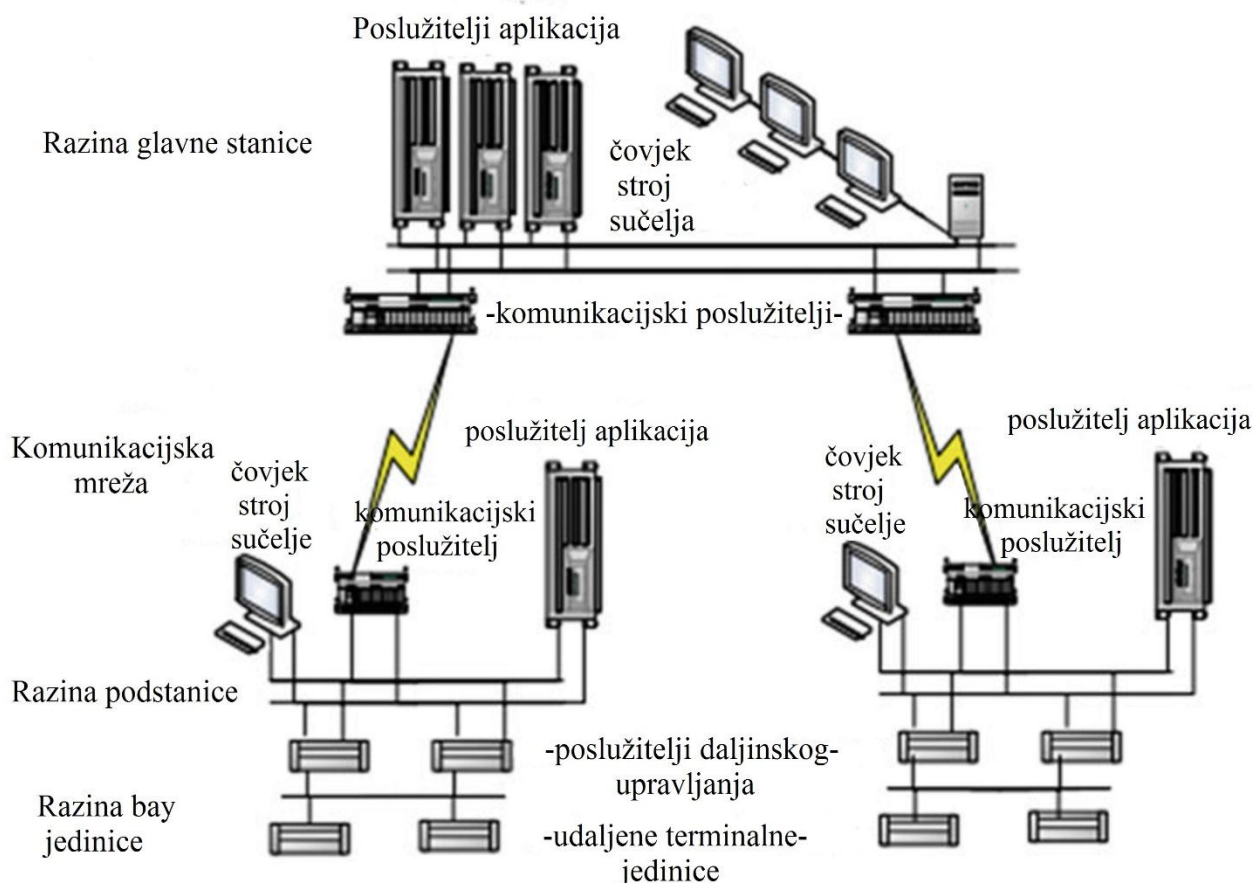 Poslužitelji aplikacija
Razina glavne stanice
čovjek
stroj
sučelja
-komunikacijski poslužitelji-
Komunikacijska
mreža
čovjek
stroj
sučelje
poslužitelj aplikacija
komunikacijski
poslužitelj
čovjek
stroj
sučelje
poslužitelj aplikacija
komunikacijski
poslužitelj
Razina podstanice
-poslužitelji daljinskog-
upravljanja
Razina bay
jedinice
-udaljene terminalne-
jedinice